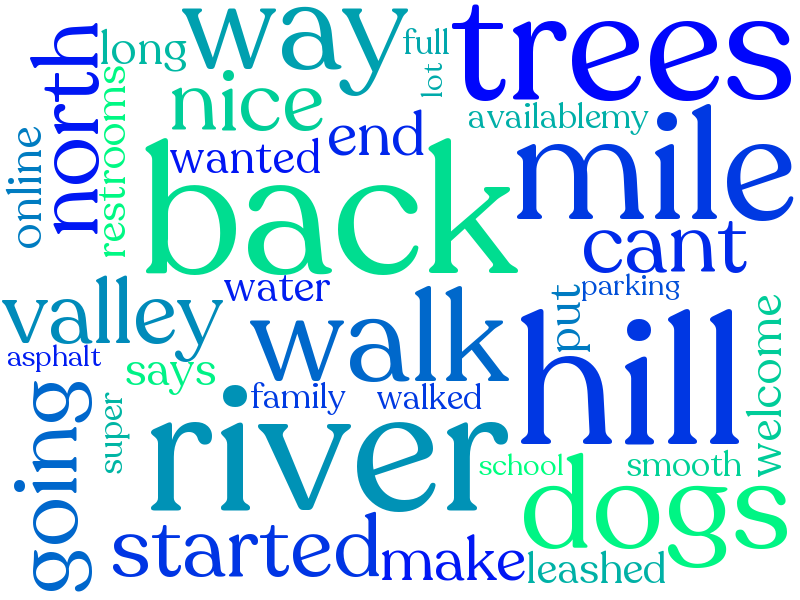 way
trees
long
full
lot
north
nice
restrooms
availablemy
end
mile
online
wanted
back
cant
valley
water
walk
put
parking
hill
asphalt
says
welcome
going
super
family
walked
river
school
smooth
dogs
started
make
leashed